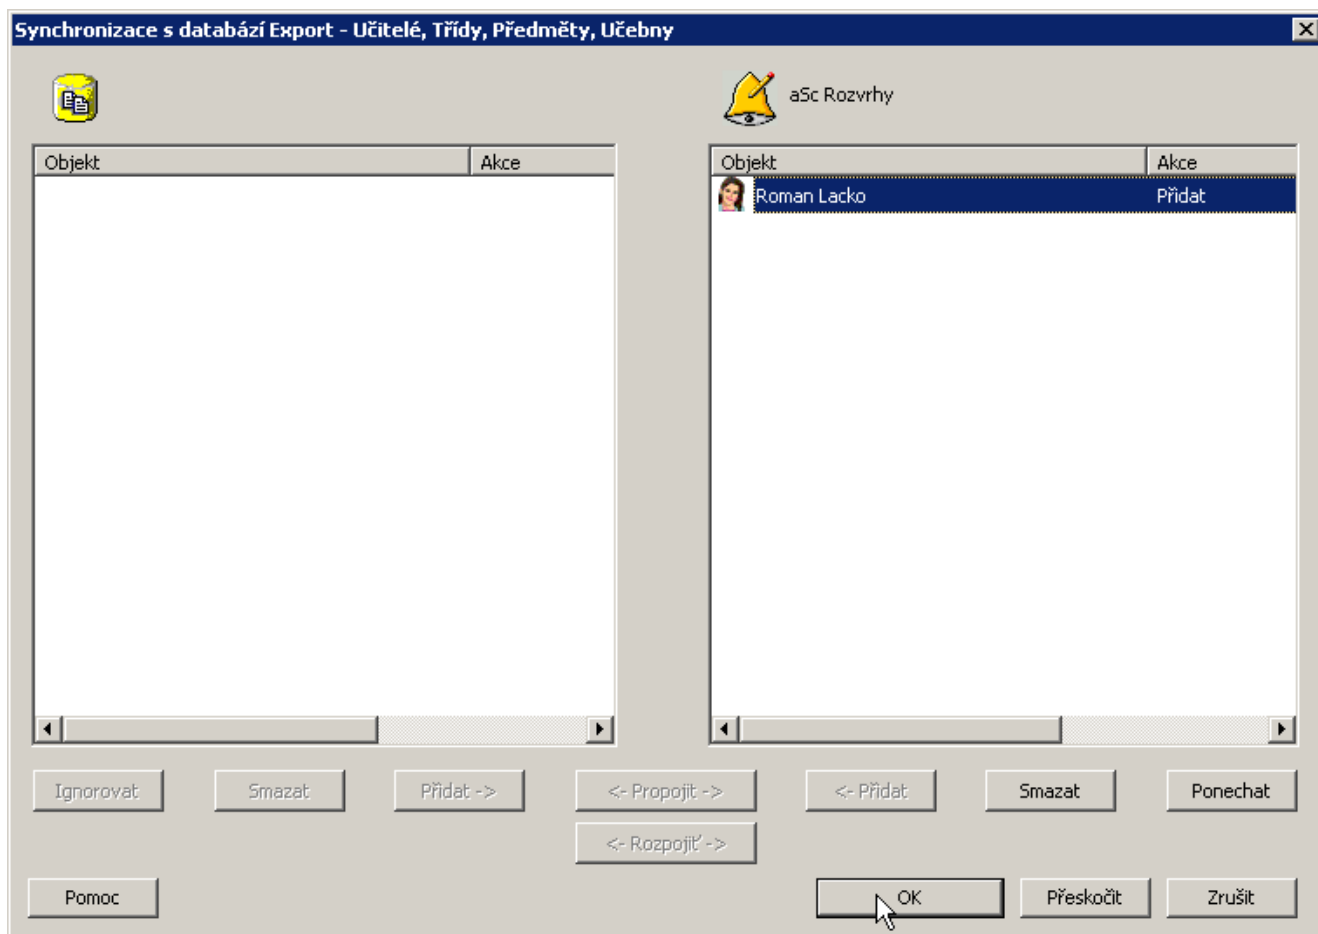 Synchronizace s databází Export - Učitelé, Třídy, Předměty, Učebny
aSc Rozvrhy
Objekt Akce
Objekt Akce
Roman Lacko Přidat
Ignorovat Smazat Přidat -> <- Propojit -> <- Přidat Smazat Ponechat
<- Rozpojiť ->
Pomoc OK Přeskočit Zrušit